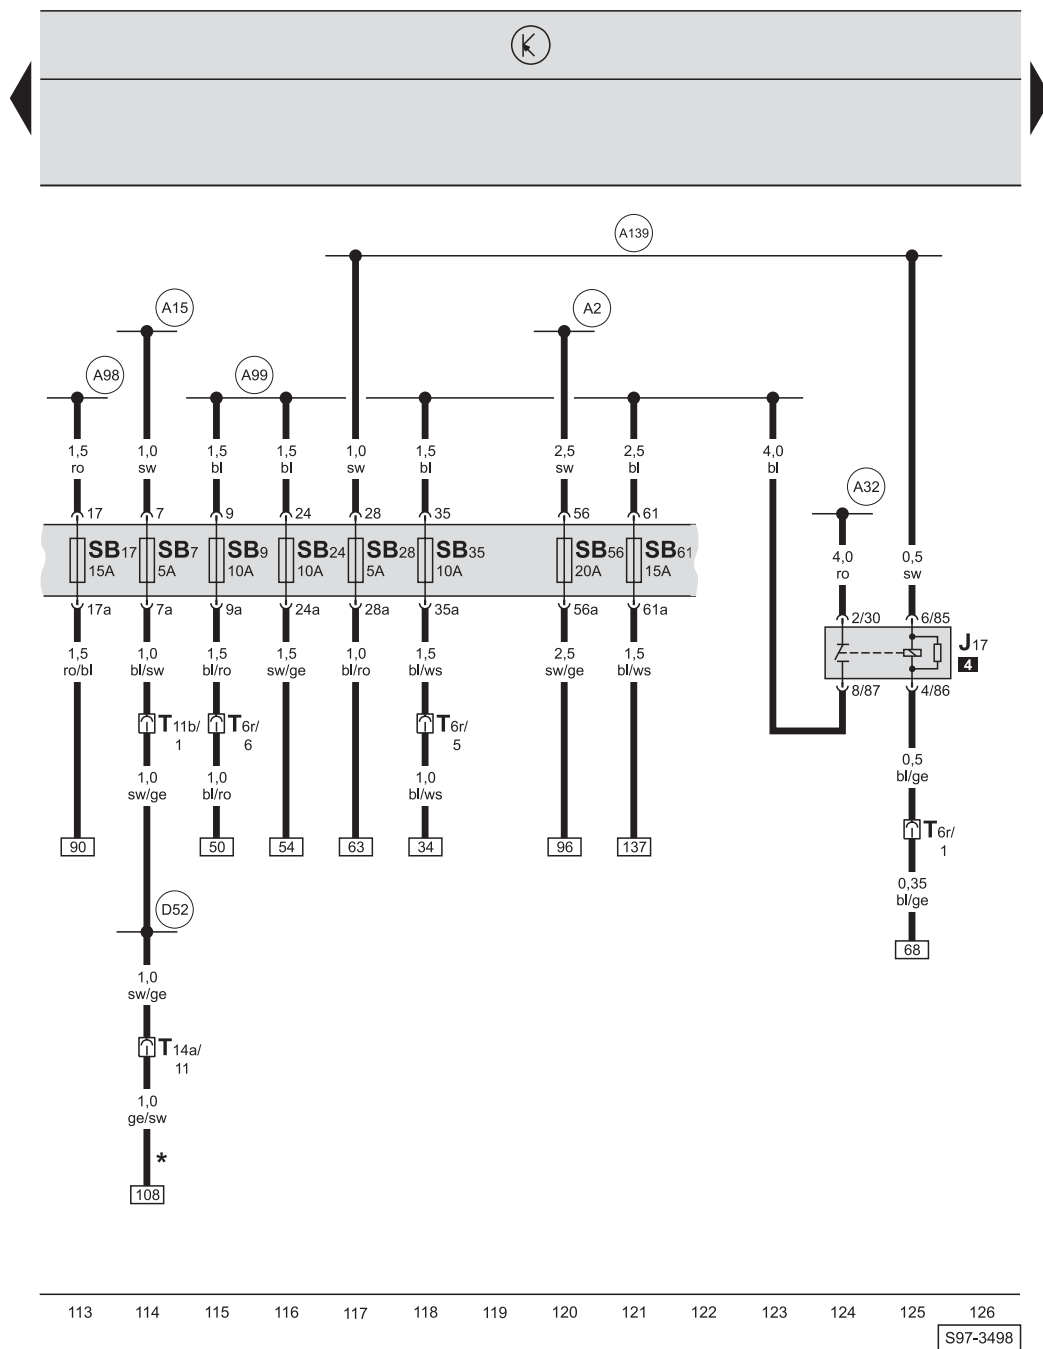 A139
A15
A2
A98
A99
1,5 1,0 1,5 1,5 1,0 1,5 2,5 2,5 4,0
ro sw bl bl sw bl sw bl bl
A32
17 7 9 24 28 35 56 61
SB17 SB7 SB9 SB24 SB28 SB35 SB56 SB61
15A 5A 10A 10A 5A 10A 20A 15A
4,0 0,5
ro sw
17a 7a 9a 24a 28a 35a 56a 61a
2/30 6/85
J17
4
8/87 4/86
1,5 1,0 1,5 1,5 1,0 1,5 2,5 1,5
ro/bl bl/sw bl/ro sw/ge bl/ro bl/ws sw/ge bl/ws
T11b/ T6r/ T6r/
1 6 5
1,0 1,0 1,0
sw/ge bl/ro bl/ws
0,5
bl/ge
90 50 54 63 34 96 137
T6r/
1
0,35
bl/ge
68
D52
1,0
sw/ge
T14a/
11
1,0
ge/sw
*
108
113 114 115 116 117 118 119 120 121 122 123 124 125 126
S97-3498